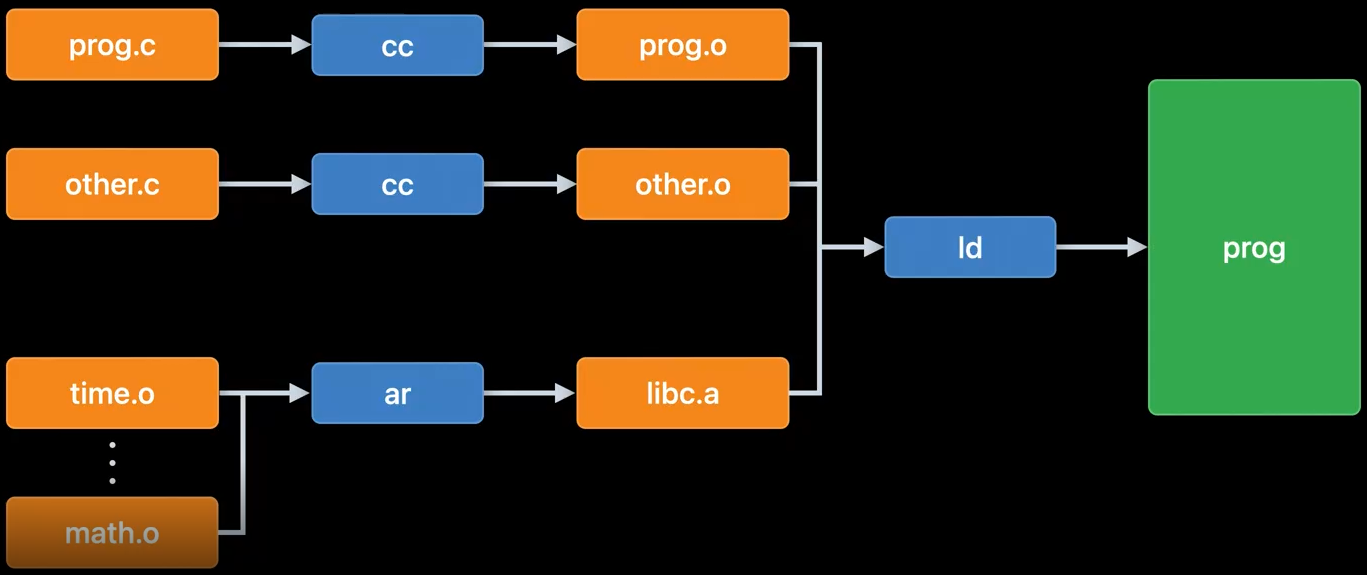 prog.c
cc
prog.o
other.c
cc
other.o
ld
prog
time.o
ar
libc.a
math.o